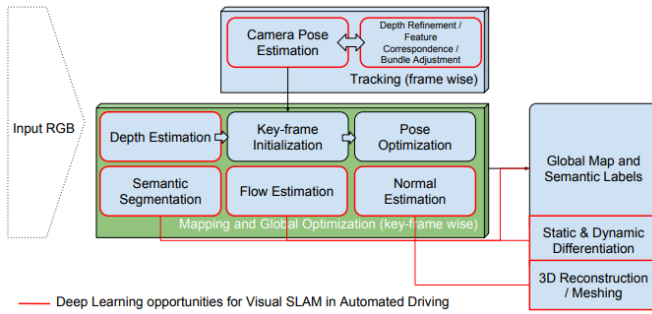 Camera Pose
Estimation
Depth Refinement /
Feature
Correspondence /
Bundle Adjustment
Tracking (frame wise)
Input RGB
Depth Estimation
Key-frame
Initialization
Pose
Optimization
Semantic
Segmentation
Flow Estimation
Normal
Estimation
Mapping and Global Optimization (key-frame wise)
Global Map and
Semantic Labels
Static & Dynamic
Differentiation
3D Reconstruction
/ Meshing
Deep Learning opportunities for Visual SLAM in Automated Driving